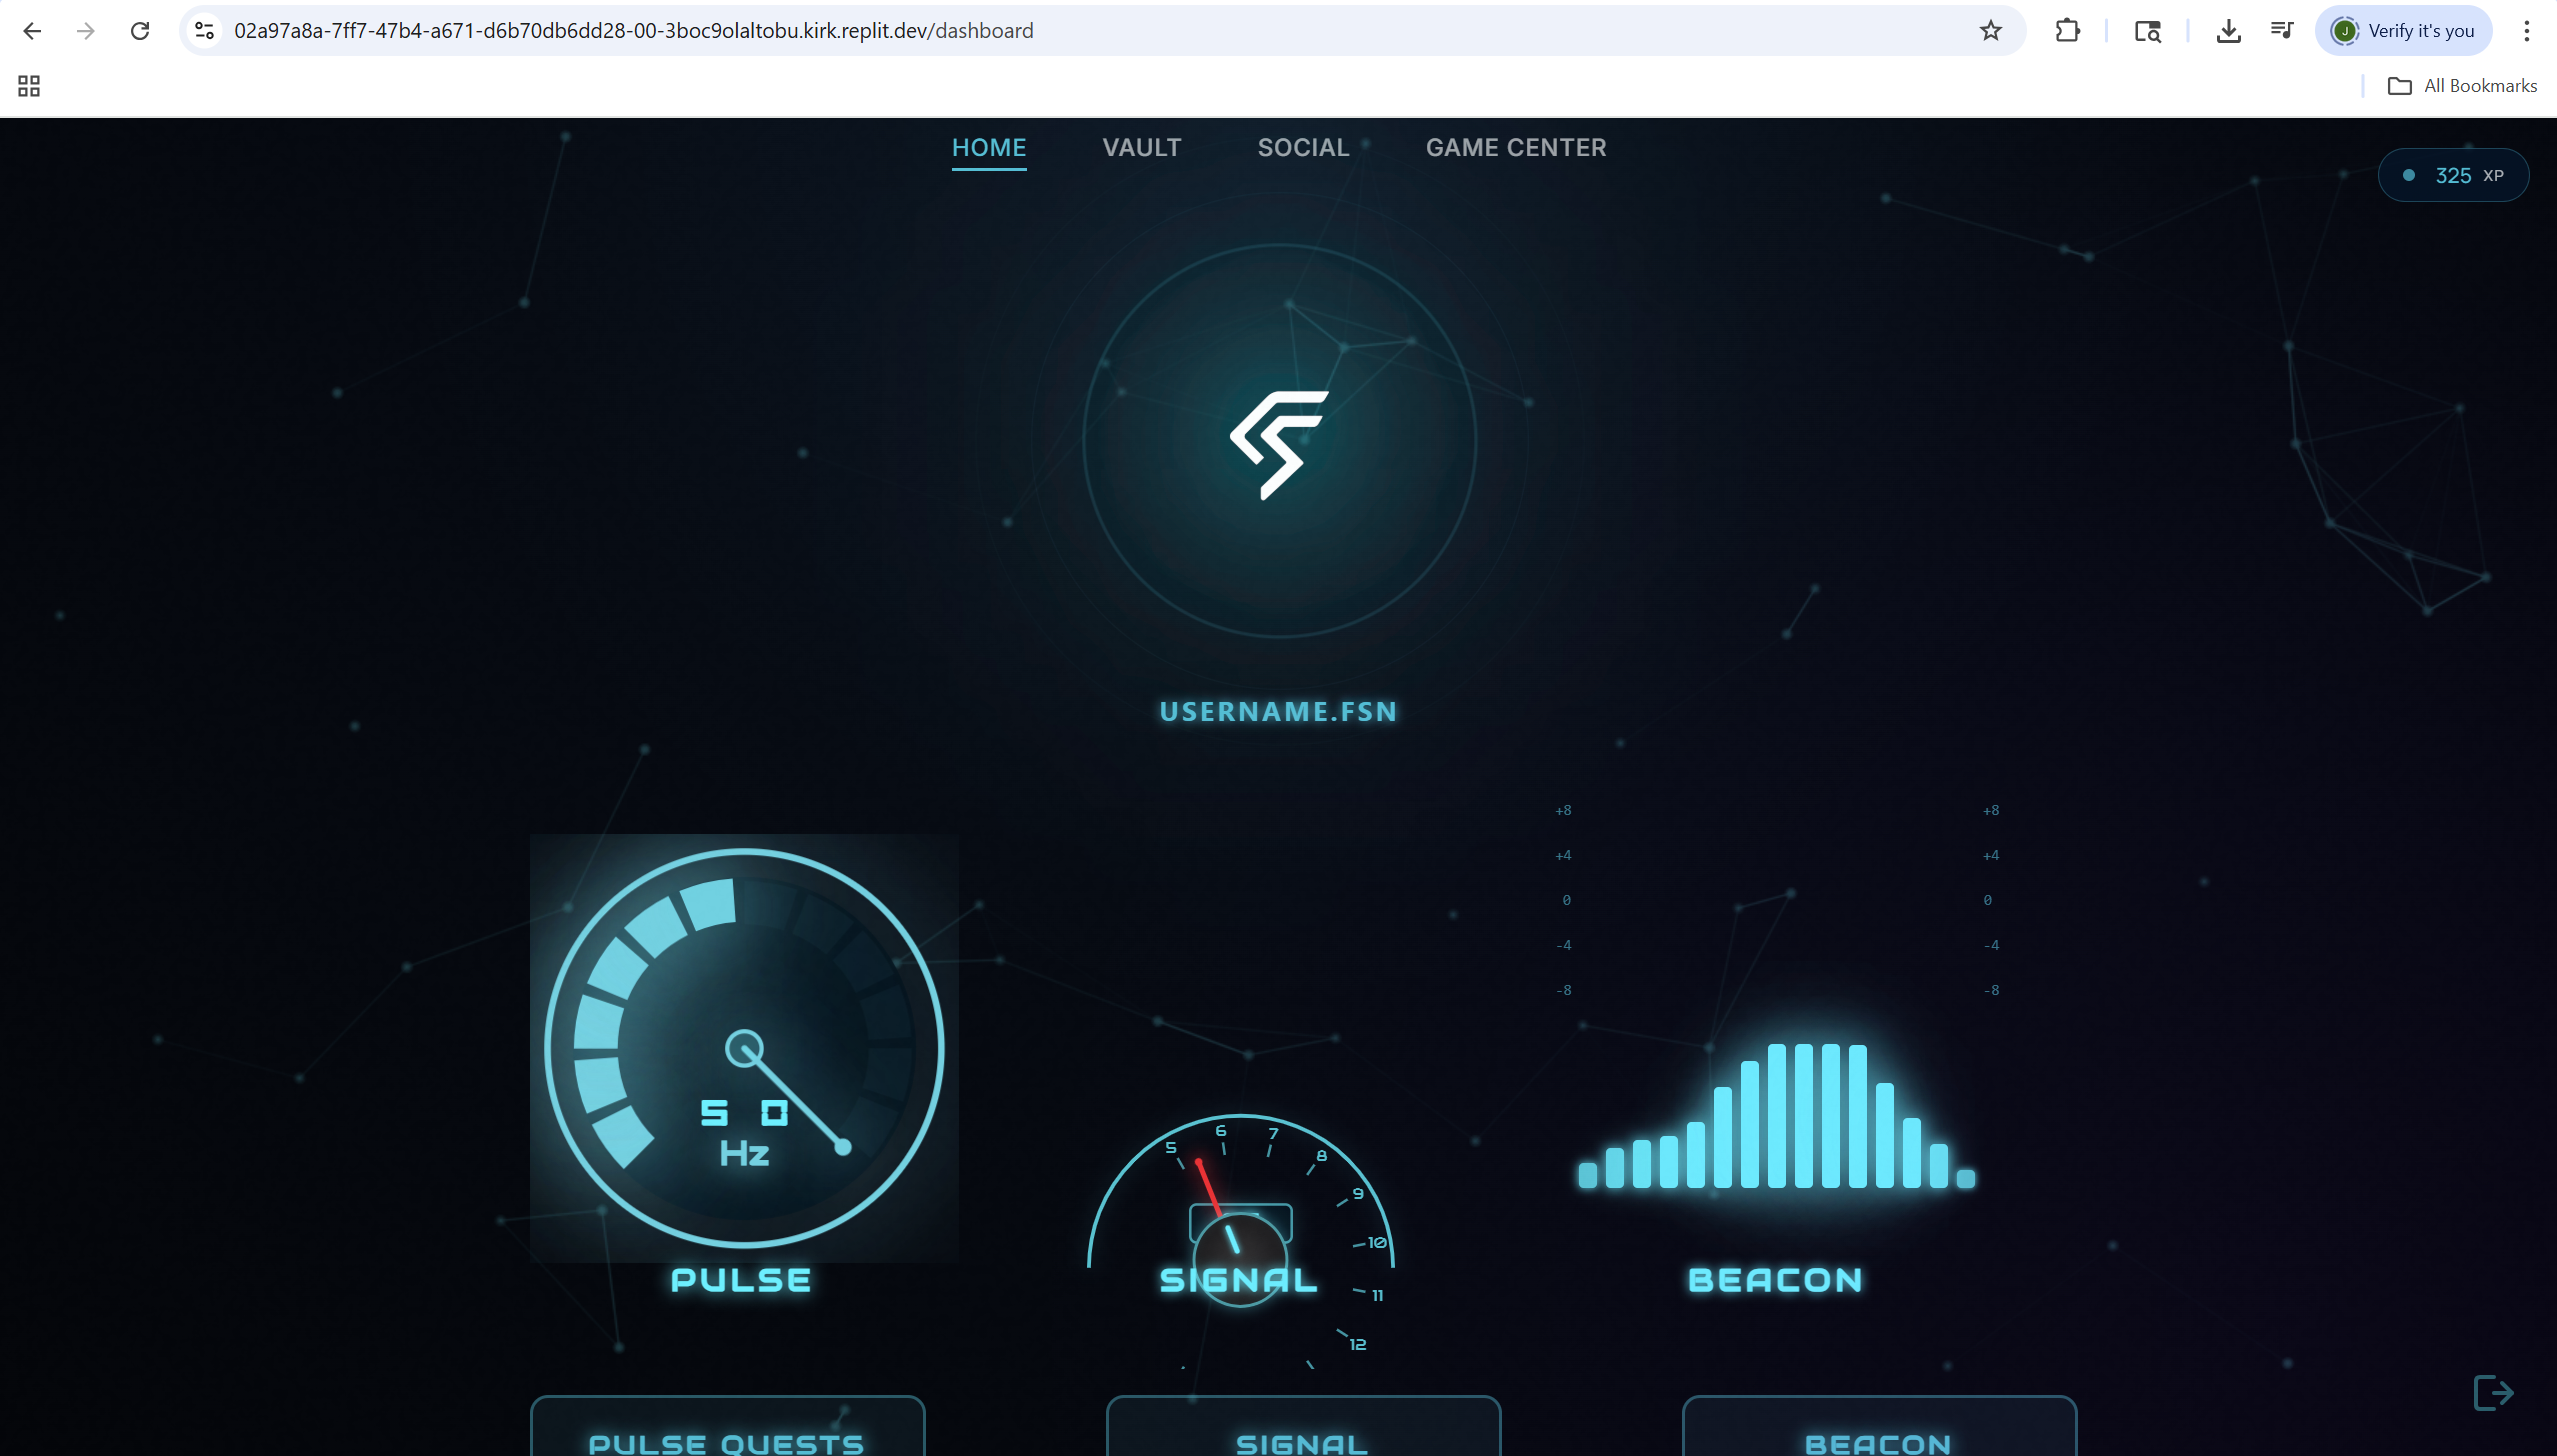 02a97a8a-7ff7-47b4-a671-d6b70db6dd28-00-3boc9olaltobu.kirk.replit.dev/dashboard
J Verify it's you
All Bookmarks
HOME VAULT SOCIAL GAME CENTER
325 XP
USERNAME.FSN
+8 +8
+4 +4
0 0
-4 -4
-8 -8
5 0
Hz
5 6 7 8 9 10 11 12
PULSE SIGNAL BEACON
PULSE QUESTS SIGNAL BEACON